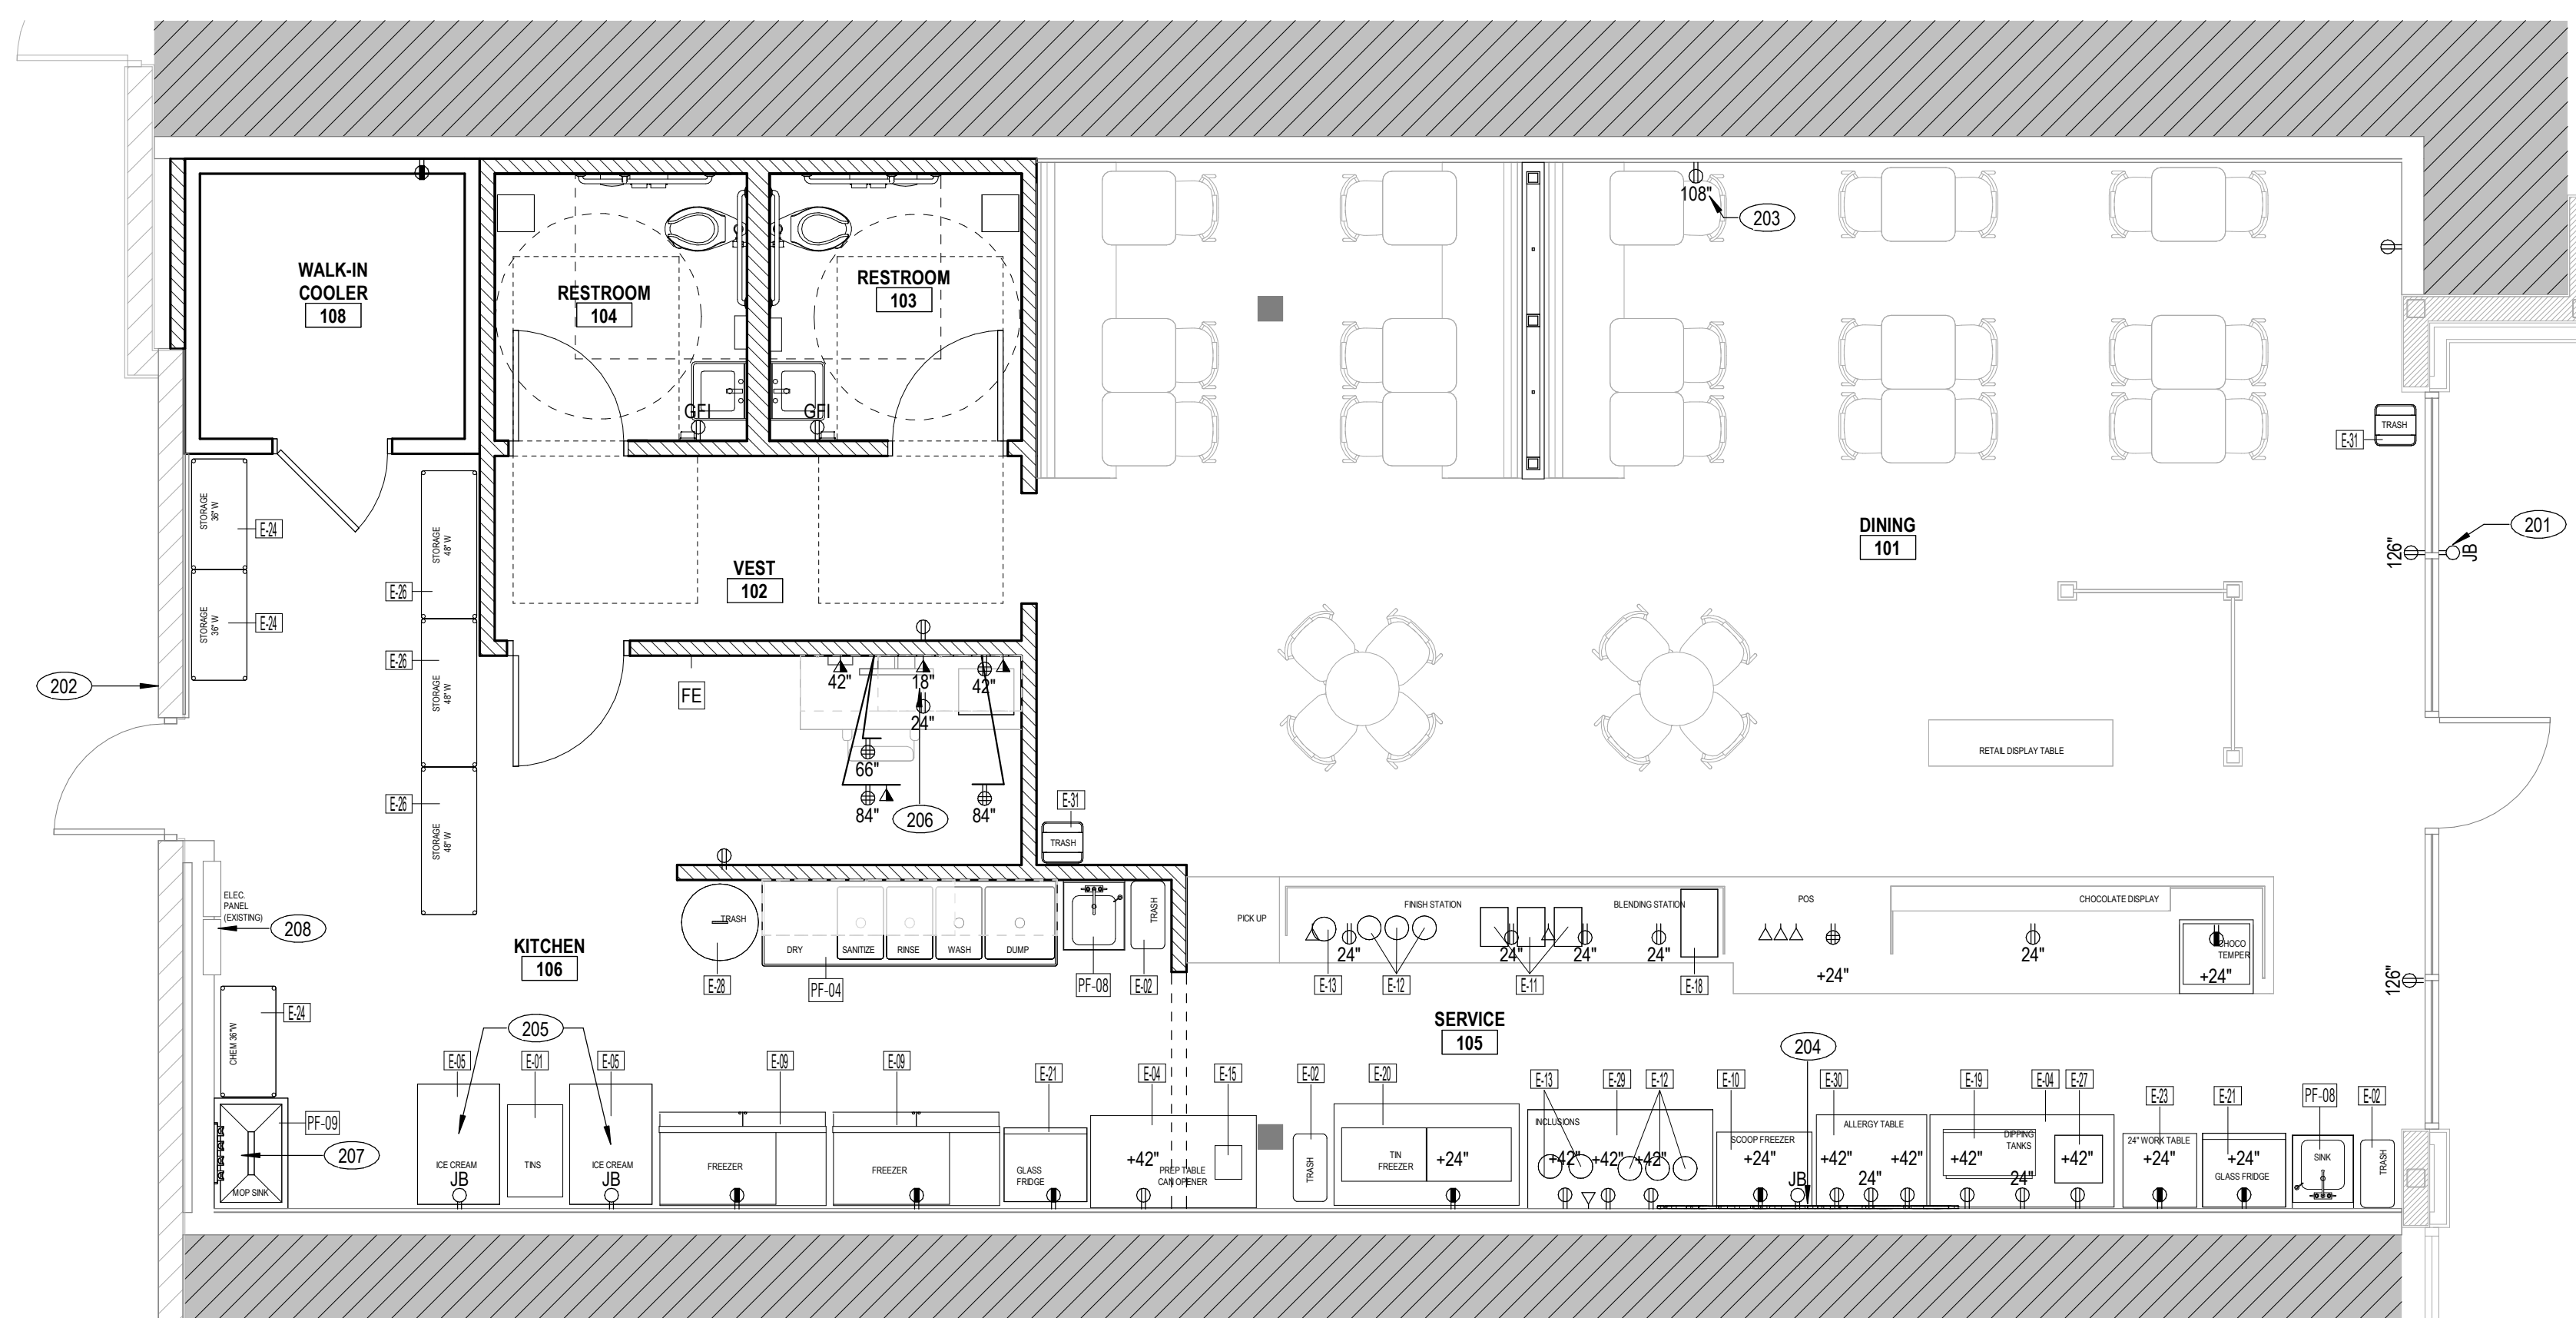 WALK-IN
COOLER
108
RESTROOM
104
RESTROOM
103
GFI
GFI
108"
203
TRASH
E-31
DINING
101
201
126"
JB
STORAGE
36" W
E-24
STORAGE
36" W
E-24
STORAGE
48" W
E-26
STORAGE
48" W
E-26
STORAGE
48" W
E-26
VEST
102
202
FE
42"
18"
42"
24"
66"
84"
84"
206
RETAIL DISPLAY TABLE
E-31
TRASH
ELEC.
PANEL
(EXISTING)
208
KITCHEN
106
TRASH
E-28
DRY
SANITIZE
RINSE
WASH
DUMP
PF-04
PF-08
TRASH
E-02
PICK UP
FINISH STATION
BLENDING STATION
POS
CHOCOLATE DISPLAY
24"
24"
24"
24"
+24"
24"
CHOCO
TEMPER
+24"
126"
E-13
E-12
E-11
E-18
SERVICE
105
204
CHEM 36"W
E-24
205
PF-09
207
MOP SINK
E-05
E-01
E-05
E-09
E-09
E-21
E-04
E-15
E-02
E-20
E-13
E-29
E-12
E-10
E-30
E-19
E-04
E-27
E-23
E-21
PF-08
E-02
ICE CREAM
JB
TINS
ICE CREAM
JB
FREEZER
FREEZER
GLASS
FRIDGE
+42"
PREP TABLE
CAN OPENER
TRASH
TIN
FREEZER
+24"
INCLUSIONS
+42"
+42"
+42"
SCOOP FREEZER
+24"
JB
ALLERGY TABLE
+42"
24"
+42"
DIPPING
TANKS
+42"
24"
+42"
24" WORK TABLE
+24"
+24"
GLASS FRIDGE
SINK
TRASH